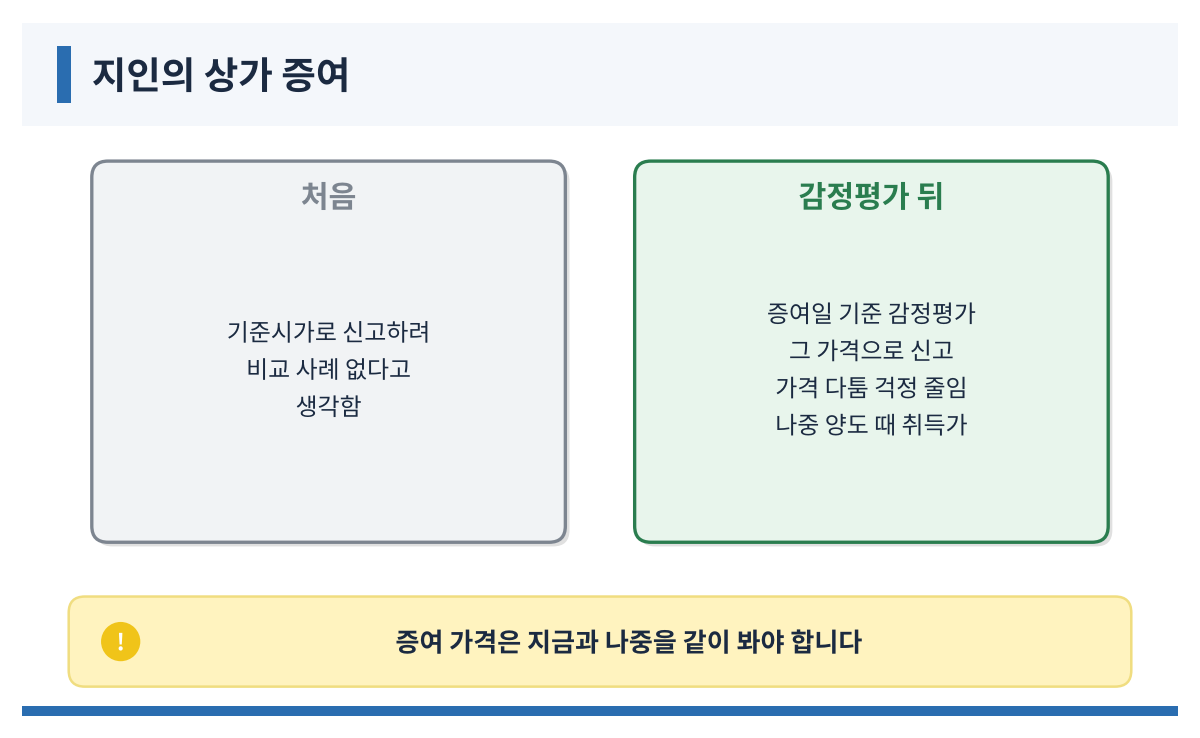 지인의 상가 증여
처음
기준시가로 신고하려
비교 사례 없다고
생각함
감정평가 뒤
증여일 기준 감정평가
그 가격으로 신고
가격 다툼 걱정 줄임
나중 양도 때 취득가
!
증여 가격은 지금과 나중을 같이 봐야 합니다